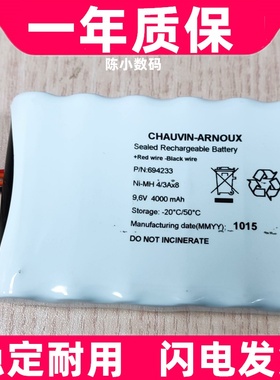 一年质保
陈小数码
CHAUVIN-ARNOUX
Sealed Rechargeable Battery
+Red wire -Black wire
P/N:694233
Ni-MH 4/3Ax8
9,6V 4000 mAh
Storage: -20°C/50°C
Manufacturing date(MMYY): 1015
DO NOT INCINERATE
稳定耐用 闪电发